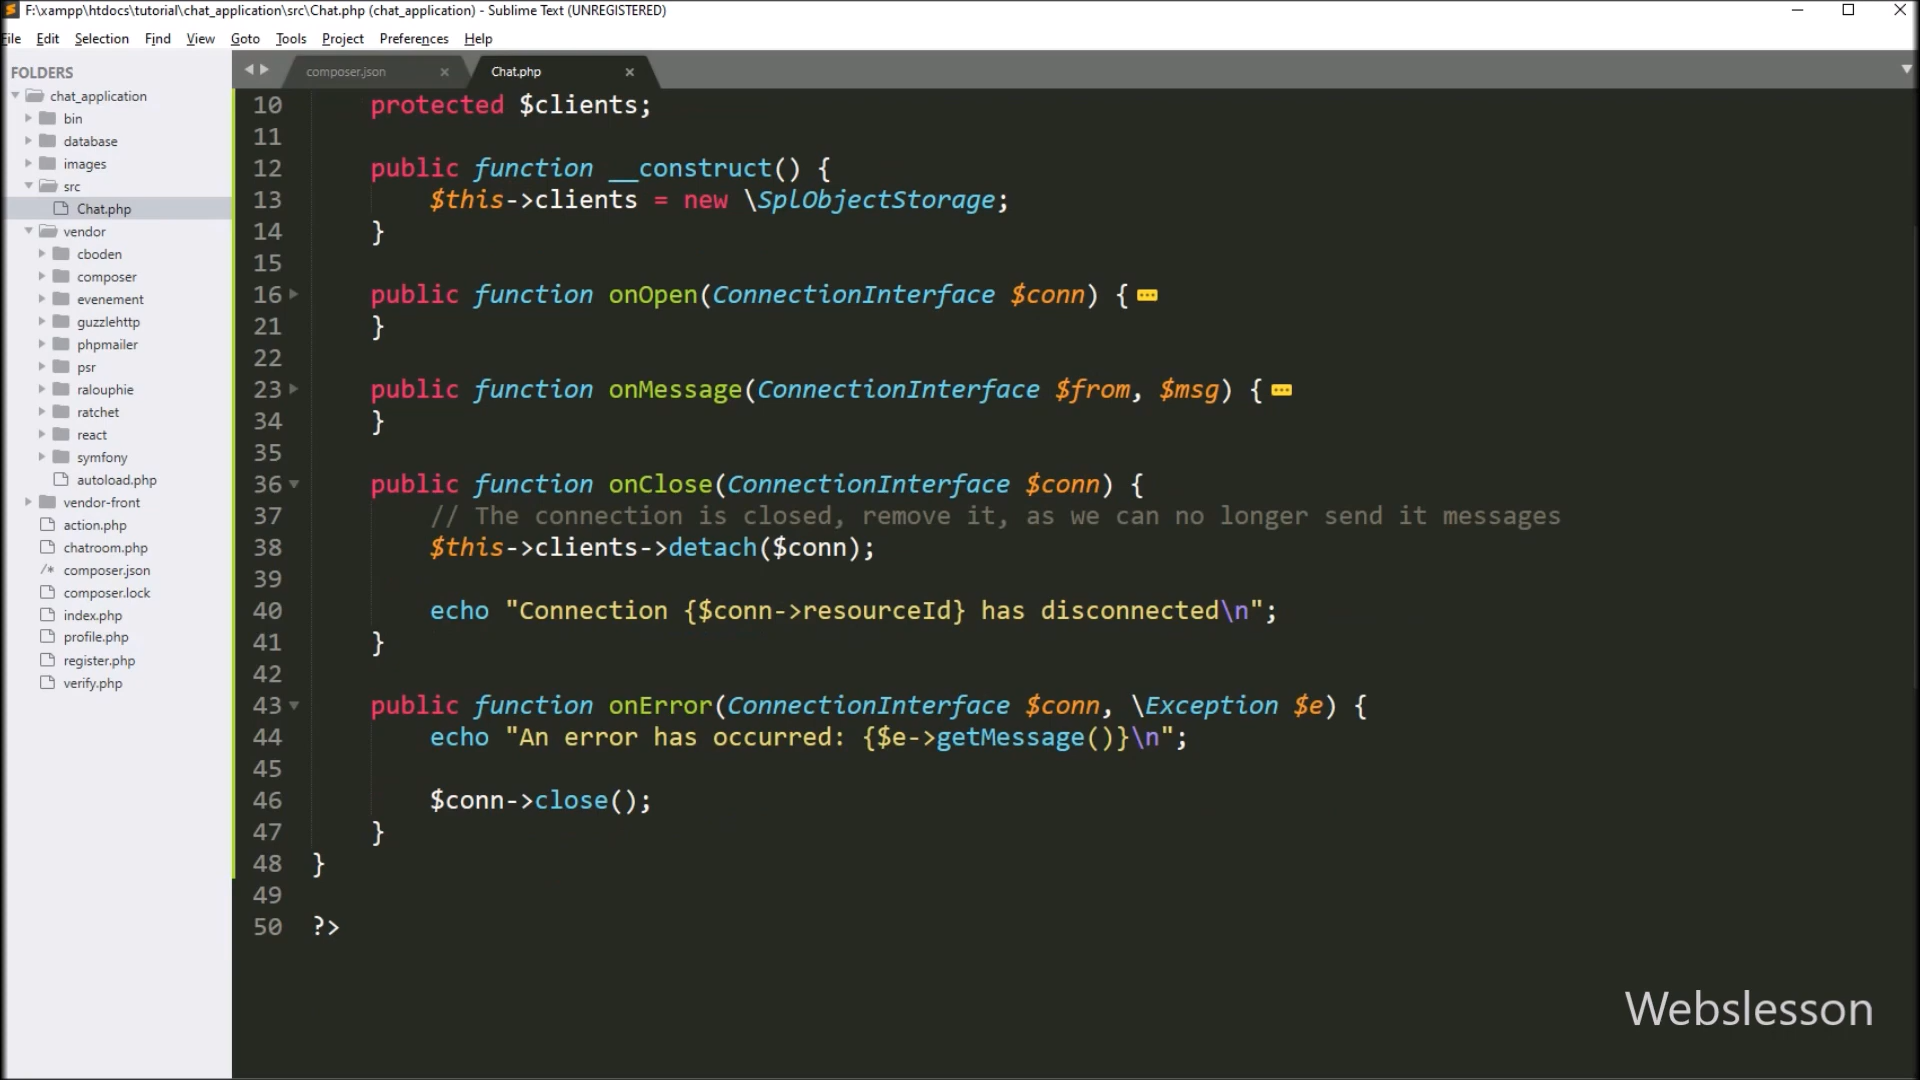 F:\xampp\htdocs\tutorial\chat_application\src\Chat.php (chat_application) - Sublime Text (UNREGISTERED)
File Edit Selection Find View Goto Tools Project Preferences Help
FOLDERS
chat_application
bin
database
images
src
Chat.php
vendor
cboden
composer
evenement
guzzlehttp
phpmailer
psr
ralouphie
ratchet
react
symfony
autoload.php
vendor-front
action.php
chatroom.php
/* composer.json
composer.lock
index.php
profile.php
register.php
verify.php
composer.json Chat.php
10 protected $clients;
11
12 public function __construct() {
13 $this->clients = new \SplObjectStorage;
14 }
15
16 public function onOpen(ConnectionInterface $conn) {
21 }
22
23 public function onMessage(ConnectionInterface $from, $msg) {
34 }
35
36 public function onClose(ConnectionInterface $conn) {
37 // The connection is closed, remove it, as we can no longer send it messages
38 $this->clients->detach($conn);
39
40 echo "Connection {$conn->resourceId} has disconnected\n";
41 }
42
43 public function onError(ConnectionInterface $conn, \Exception $e) {
44 echo "An error has occurred: {$e->getMessage()}\n";
45
46 $conn->close();
47 }
48 }
49
50 ?>
Webslesson